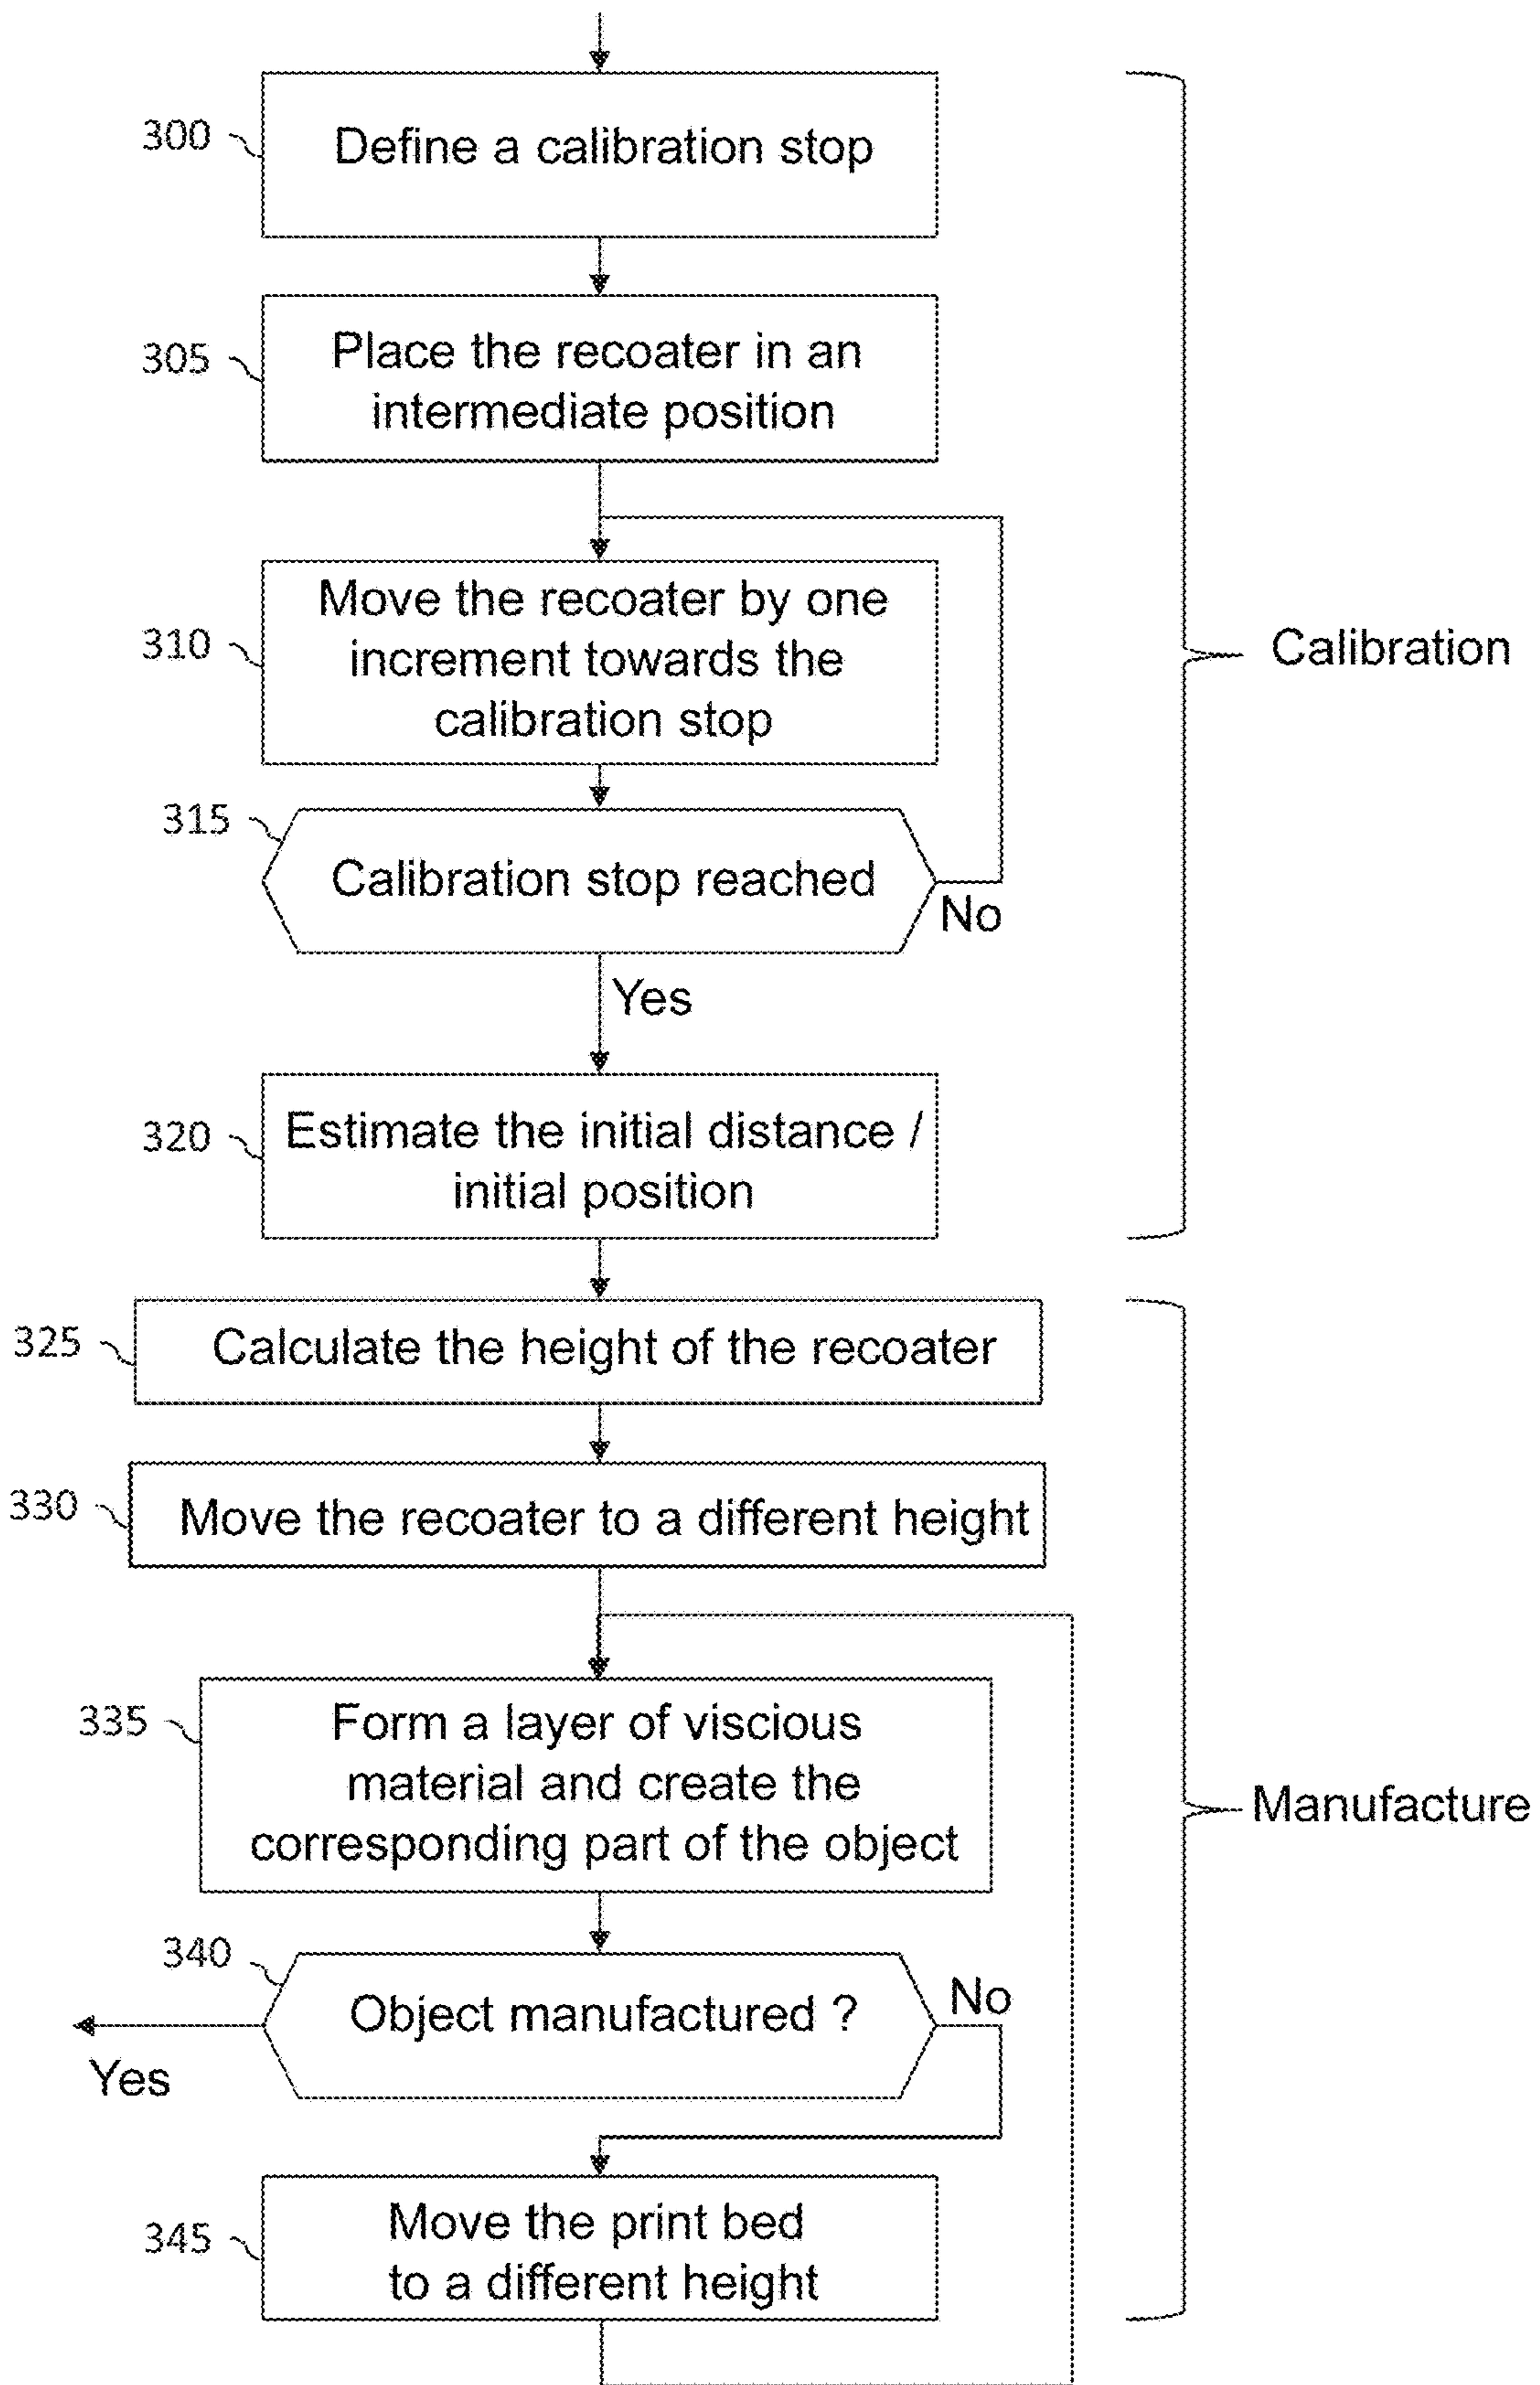 300
Define a calibration stop
305
Place the recoater in an
intermediate position
310
Move the recoater by one
increment towards the
calibration stop
Calibration
315
Calibration stop reached
No
Yes
320
Estimate the initial distance /
initial position
325
Calculate the height of the recoater
330
Move the recoater to a different height
335
Form a layer of viscious
material and create the
corresponding part of the object
Manufacture
340
Object manufactured ?
No
Yes
345
Move the print bed
to a different height